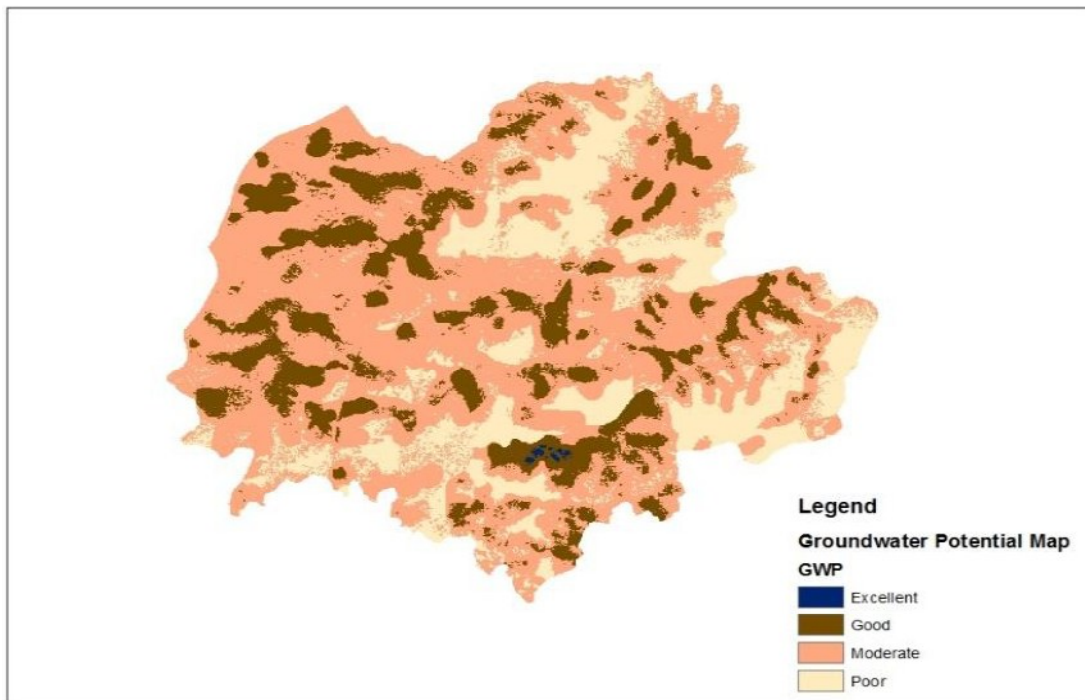 Legend
Groundwater Potential Map
GWP
Excellent
Good
Moderate
Poor